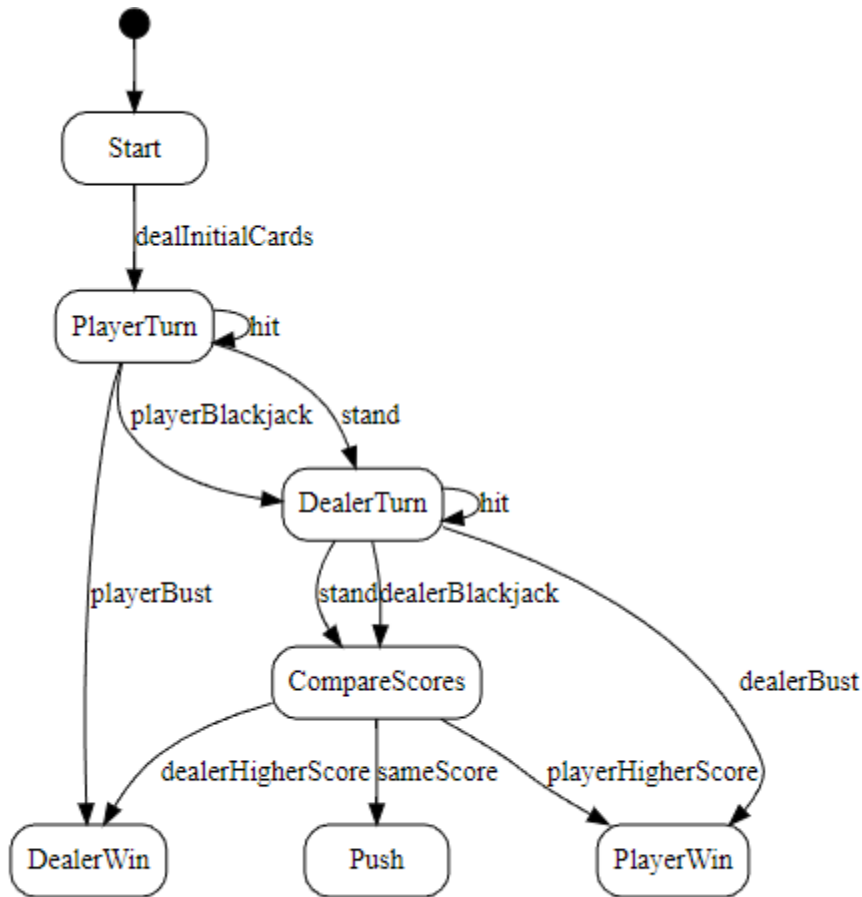 Start
dealInitialCards
PlayerTurn
hit
playerBlackjack
stand
DealerTurn
hit
playerBust
stand
dealerBlackjack
CompareScores
dealerBust
dealerHigherScore
sameScore
playerHigherScore
DealerWin
Push
PlayerWin